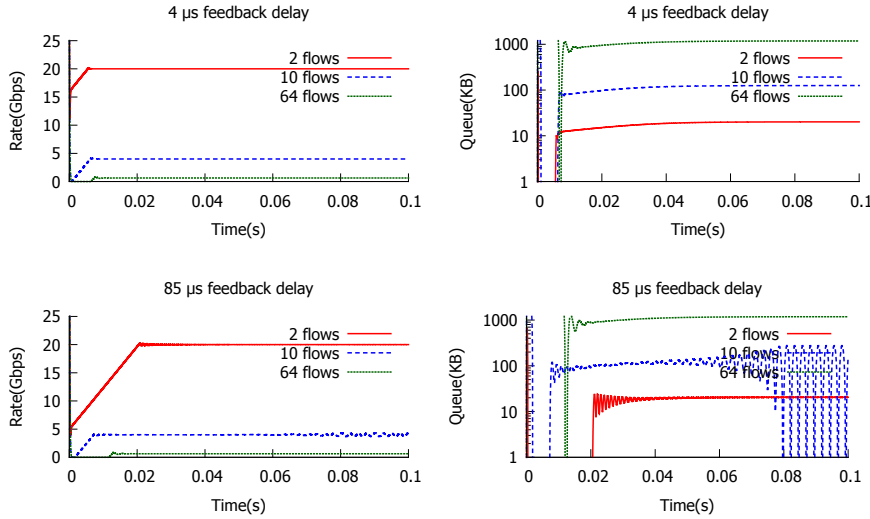 4 µs feedback delay
Rate(Gbps)
25
20
15
10
5
0
2 flows
10 flows
64 flows
0 0.02 0.04 0.06 0.08 0.1
Time(s)
4 µs feedback delay
Queue(KB)
1000
100
10
1
2 flows
10 flows
64 flows
0 0.02 0.04 0.06 0.08 0.1
Time(s)
85 µs feedback delay
Rate(Gbps)
25
20
15
10
5
0
2 flows
10 flows
64 flows
0 0.02 0.04 0.06 0.08 0.1
Time(s)
85 µs feedback delay
Queue(KB)
1000
100
10
1
2 flows
10 flows
64 flows
0 0.02 0.04 0.06 0.08 0.1
Time(s)